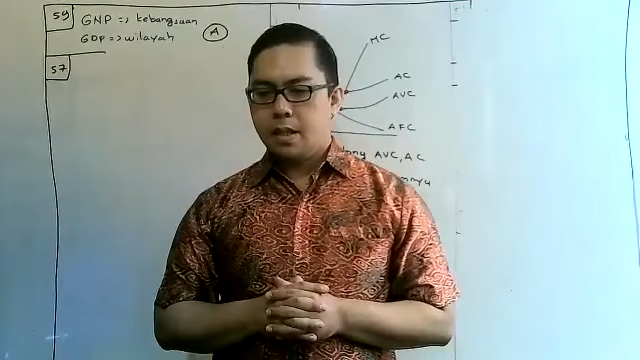 59 GNP => kebangsaan
GDP => wilayah A
57
MC
AC
AVC
AFC
AVC, AC